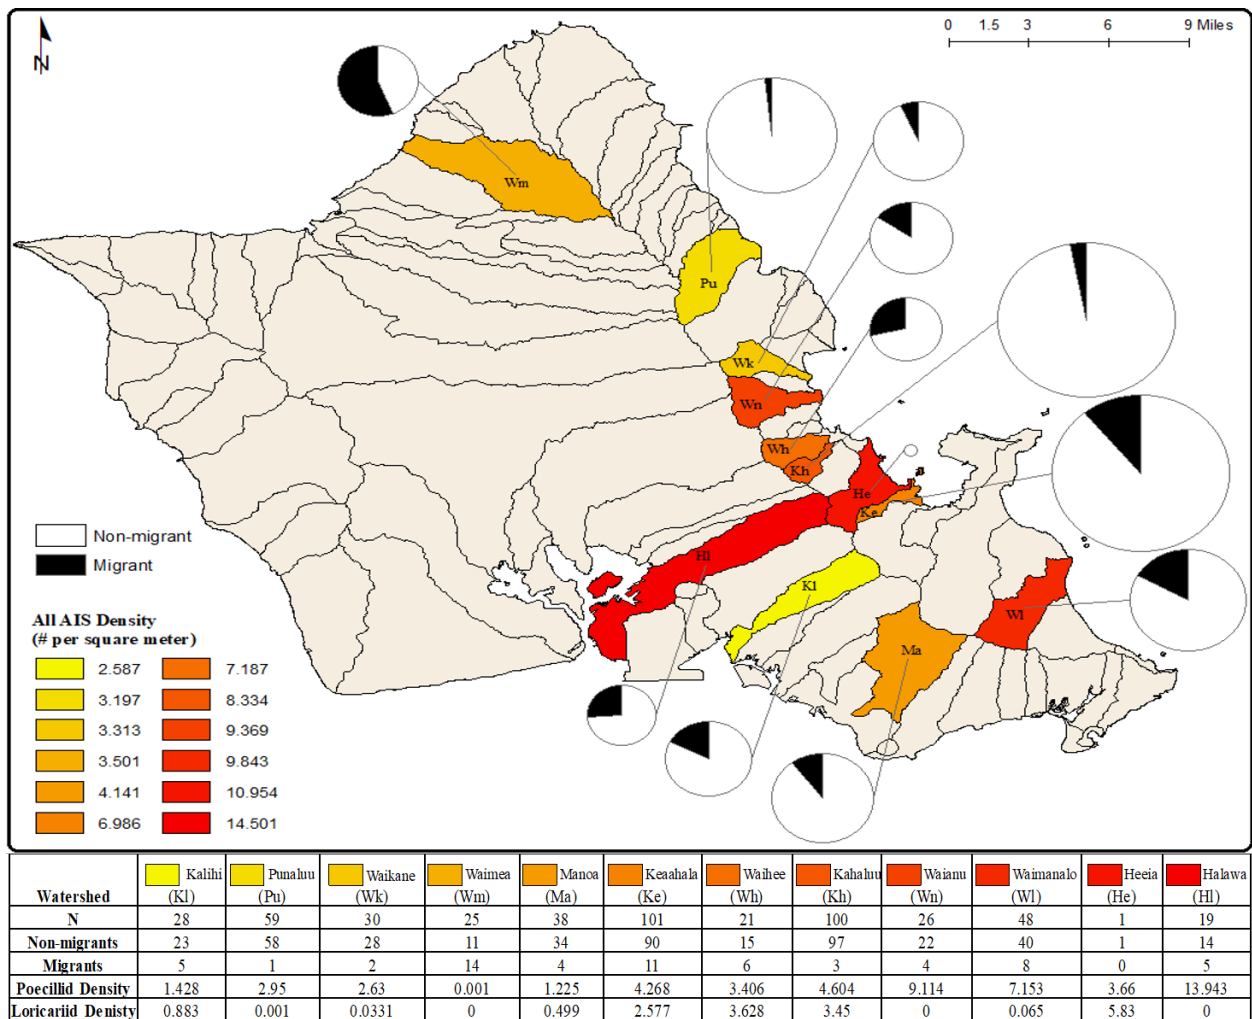 0 1.5 3 6 9 Miles
N
Wm
Pu
Wk
Wn
Wh
Kh
He
Ke
Hl
Kl
Wl
Ma
Non-migrant
Migrant
All AIS Density
(# per square meter)
2.587 7.187
3.197 8.334
3.313 9.369
3.501 9.843
4.141 10.954
6.986 14.501
Watershed Kalihi (Kl) Punaluu (Pu) Waikane (Wk) Waimea (Wm) Manoa (Ma) Keaahala (Ke) Waihee (Wh) Kahaluu (Kh) Waianu (Wn) Waimanalo (Wl) Heeia (He) Halawa (Hl)
N 28 59 30 25 38 101 21 100 26 48 1 19
Non-migrants 23 58 28 11 34 90 15 97 22 40 1 14
Migrants 5 1 2 14 4 11 6 3 4 8 0 5
Poecillid Density 1.428 2.95 2.63 0.001 1.225 4.268 3.406 4.604 9.114 7.153 3.66 13.943
Loricariid Denisty 0.883 0.001 0.0331 0 0.499 2.577 3.628 3.45 0 0.065 5.83 0